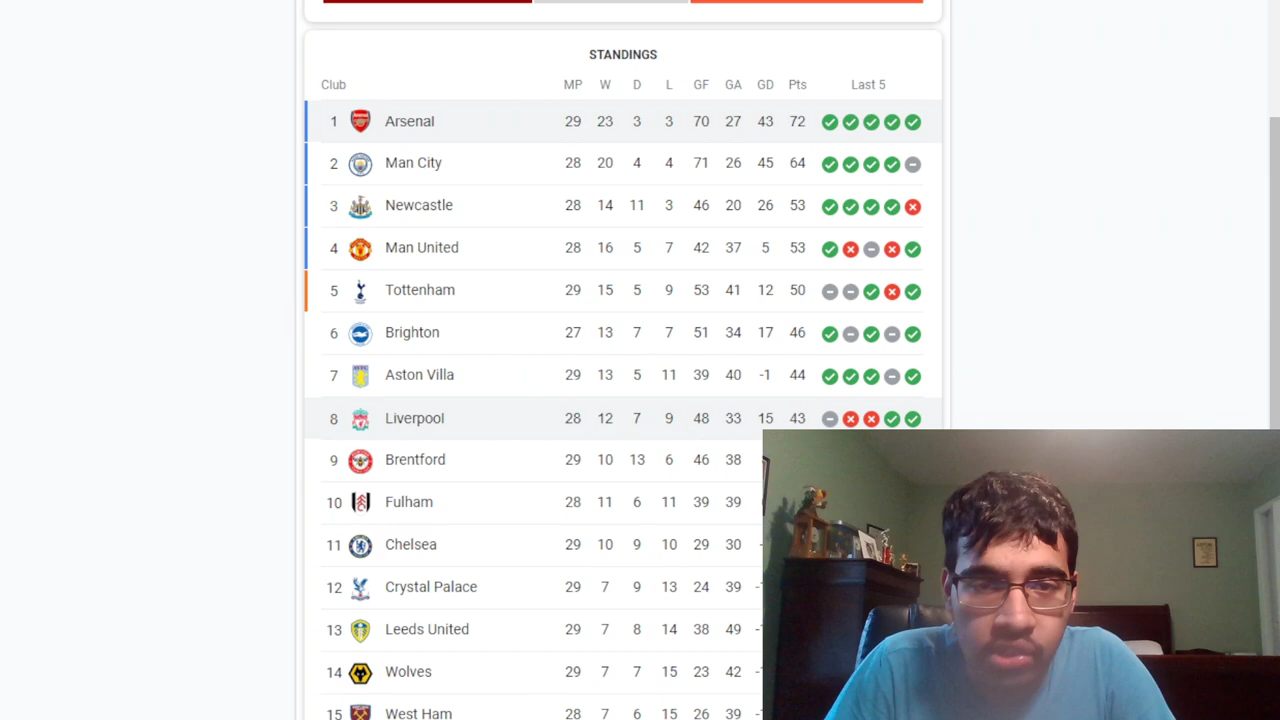 STANDINGS
Club MP W D L GF GA GD Pts Last 5
1 Arsenal 29 23 3 3 70 27 43 72
2 Man City 28 20 4 4 71 26 45 64
3 Newcastle 28 14 11 3 46 20 26 53
4 Man United 28 16 5 7 42 37 5 53
5 Tottenham 29 15 5 9 53 41 12 50
6 Brighton 27 13 7 7 51 34 17 46
7 Aston Villa 29 13 5 11 39 40 -1 44
8 Liverpool 28 12 7 9 48 33 15 43
9 Brentford 29 10 13 6 46 38
10 Fulham 28 11 6 11 39 39
11 Chelsea 29 10 9 10 29 30
12 Crystal Palace 29 7 9 13 24 39
13 Leeds United 29 7 8 14 38 49
14 Wolves 29 7 7 15 23 42
15 West Ham 28 7 6 15 26 39